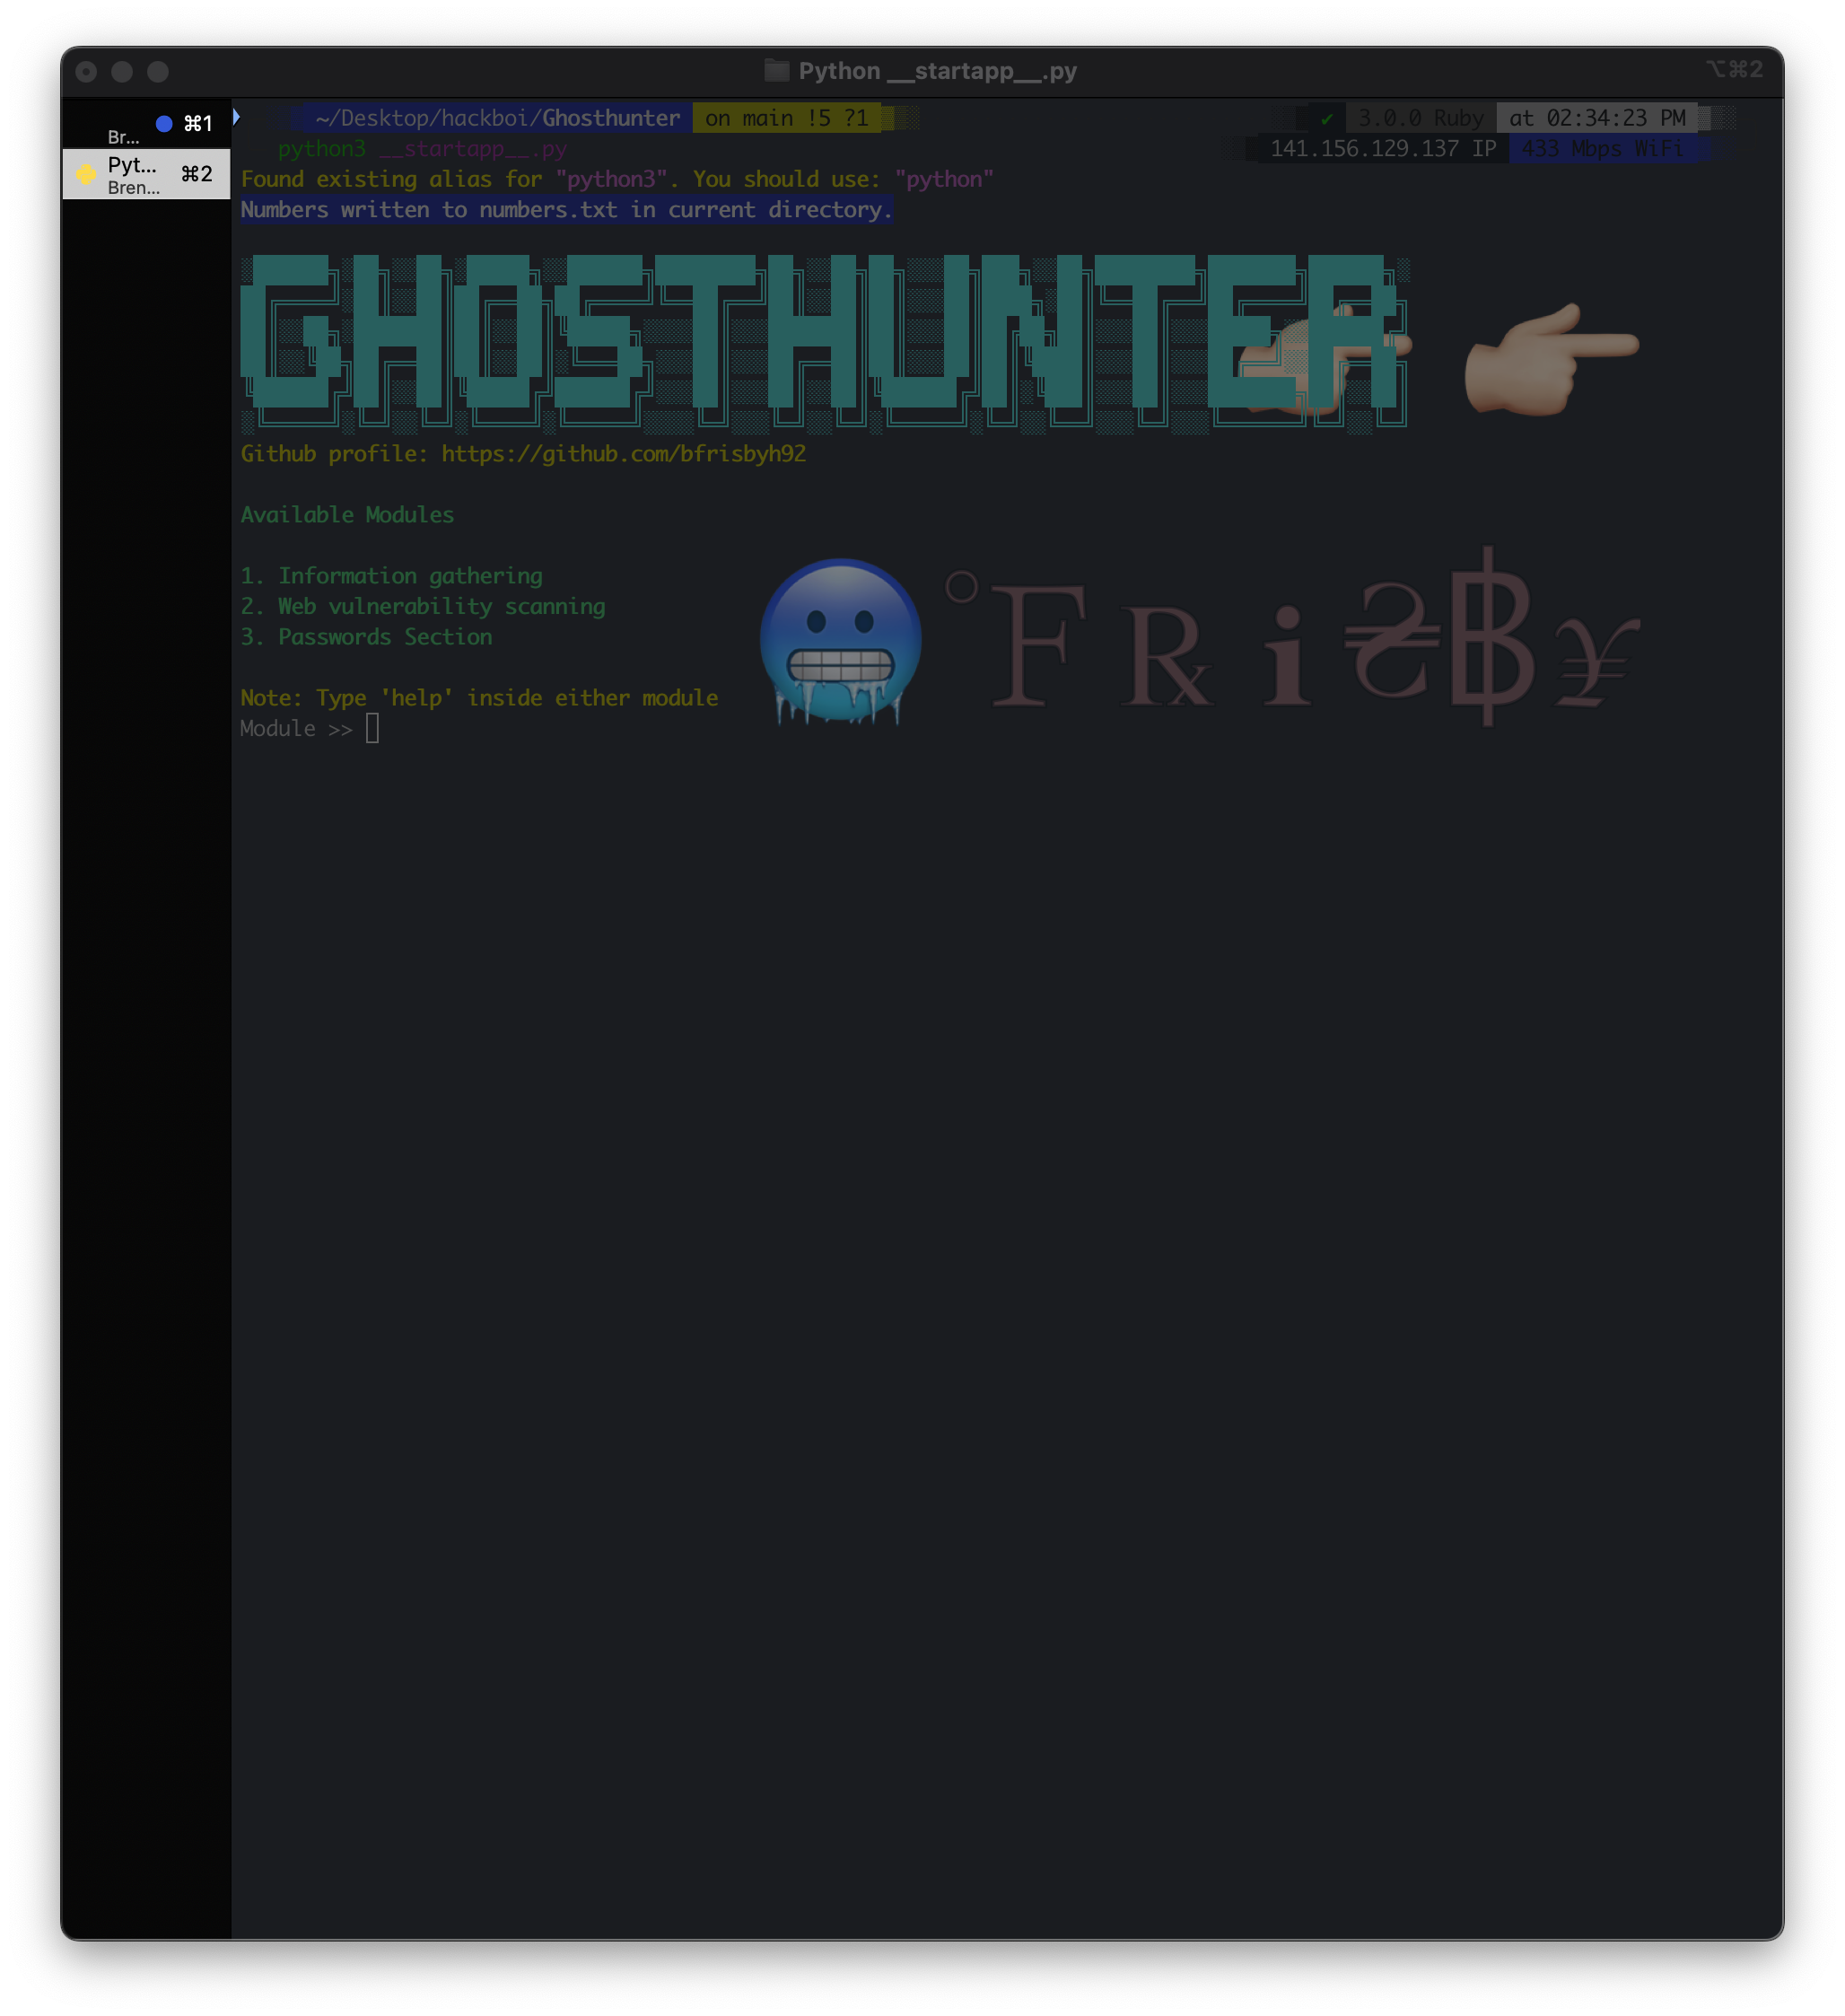 Python __startapp__.py
⌥⌘2
⌘1
Br...
Pyt...
⌘2
Bren...
~/Desktop/hackboi/Ghosthunter on main !5 ?1
✔ 3.0.0 Ruby at 02:34:23 PM
python3 __startapp__.py
141.156.129.137 IP 433 Mbps WiFi
Found existing alias for "python3". You should use: "python"
Numbers written to numbers.txt in current directory.
GHOSTHUNTER
Github profile: https://github.com/bfrisbyh92
Available Modules
1. Information gathering
2. Web vulnerability scanning
3. Passwords Section
°F℞i₴฿¥
Note: Type 'help' inside either module
Module >>